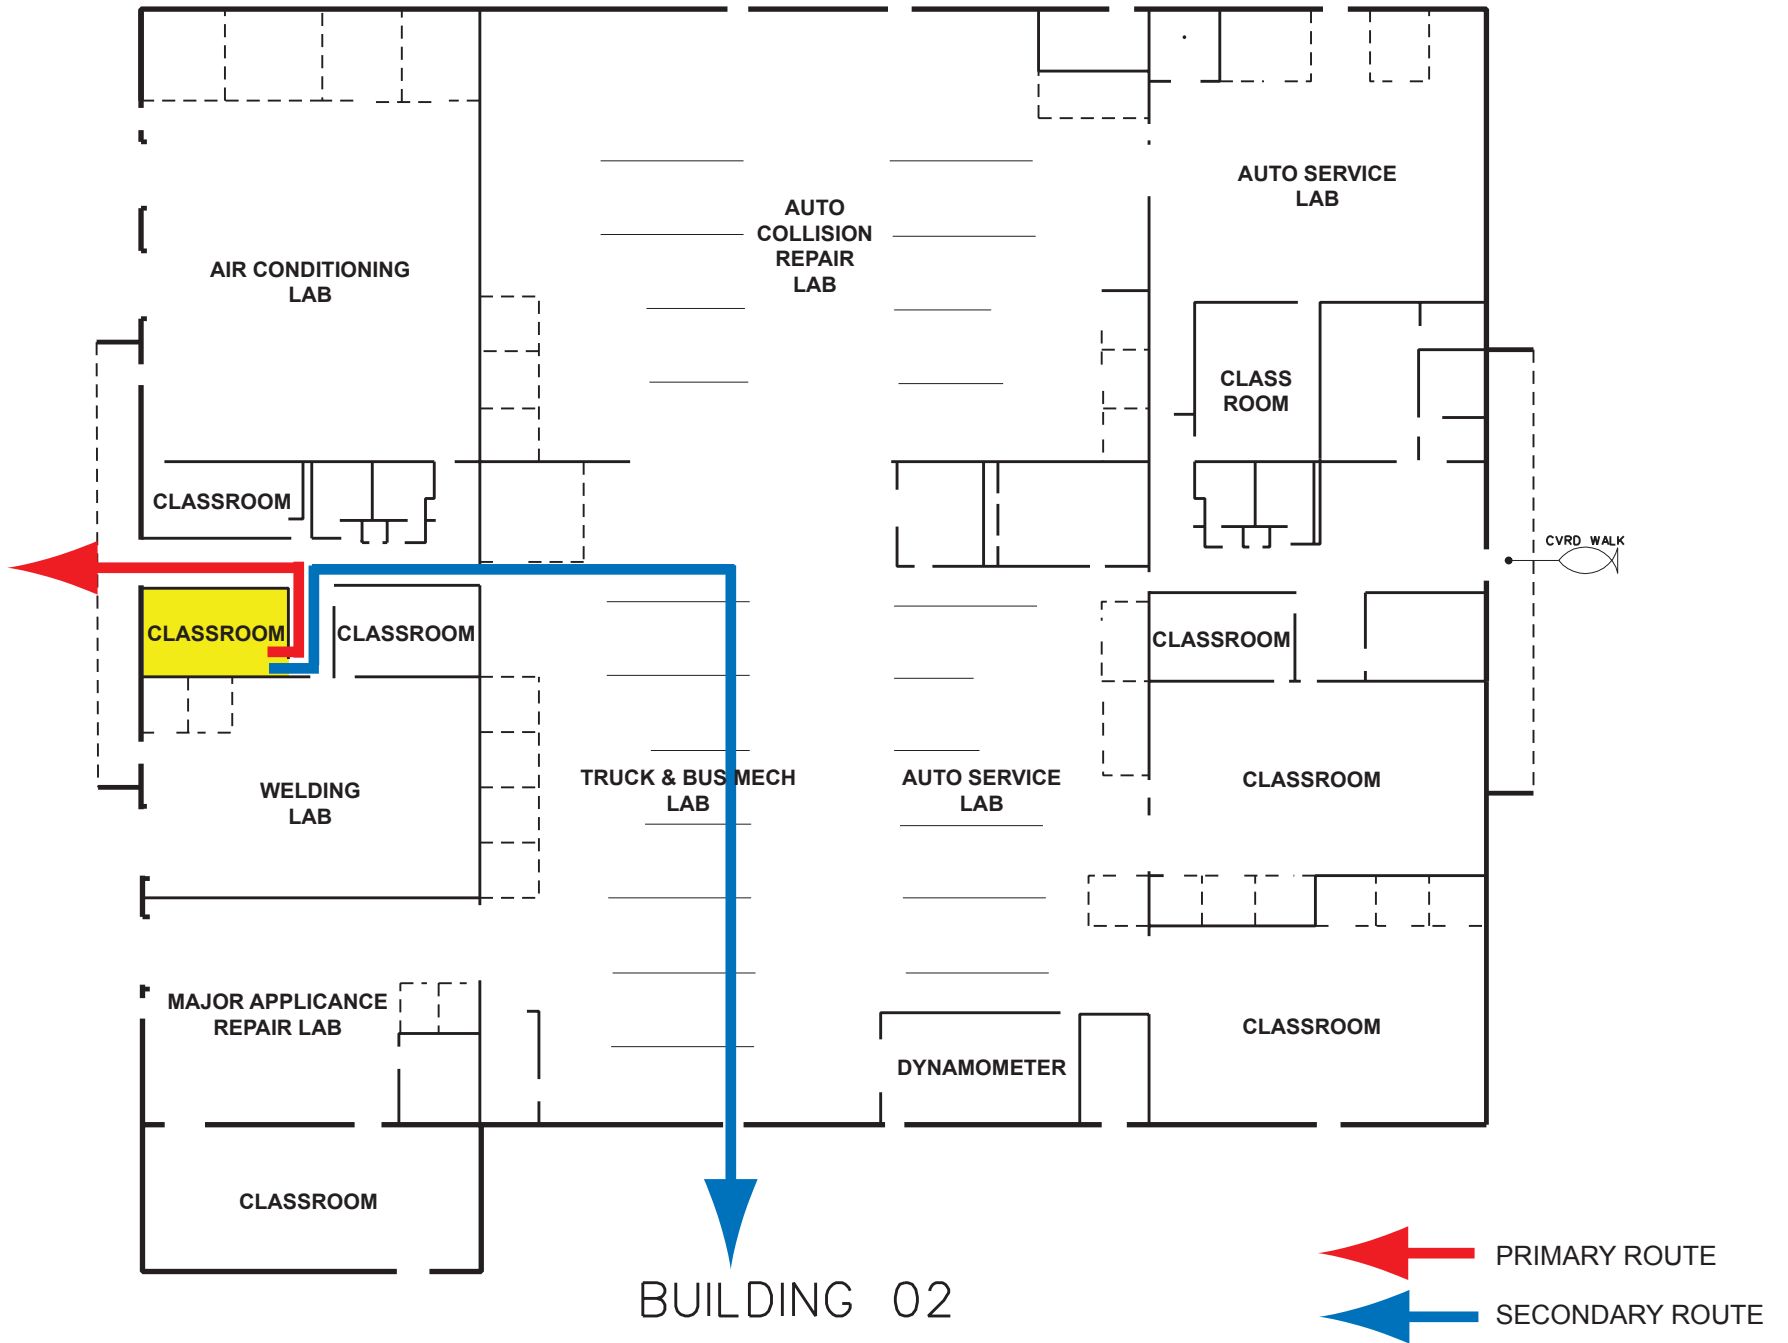 AUTO SERVICE
LAB
AUTO
COLLISION
REPAIR
LAB
AIR CONDITIONING
LAB
CLASS
ROOM
CLASSROOM
CVRD WALK
CLASSROOM
CLASSROOM
CLASSROOM
WELDING
LAB
TRUCK & BUS MECH
LAB
AUTO SERVICE
LAB
CLASSROOM
MAJOR APPLICANCE
REPAIR LAB
CLASSROOM
DYNAMOMETER
CLASSROOM
PRIMARY ROUTE
BUILDING 02
SECONDARY ROUTE